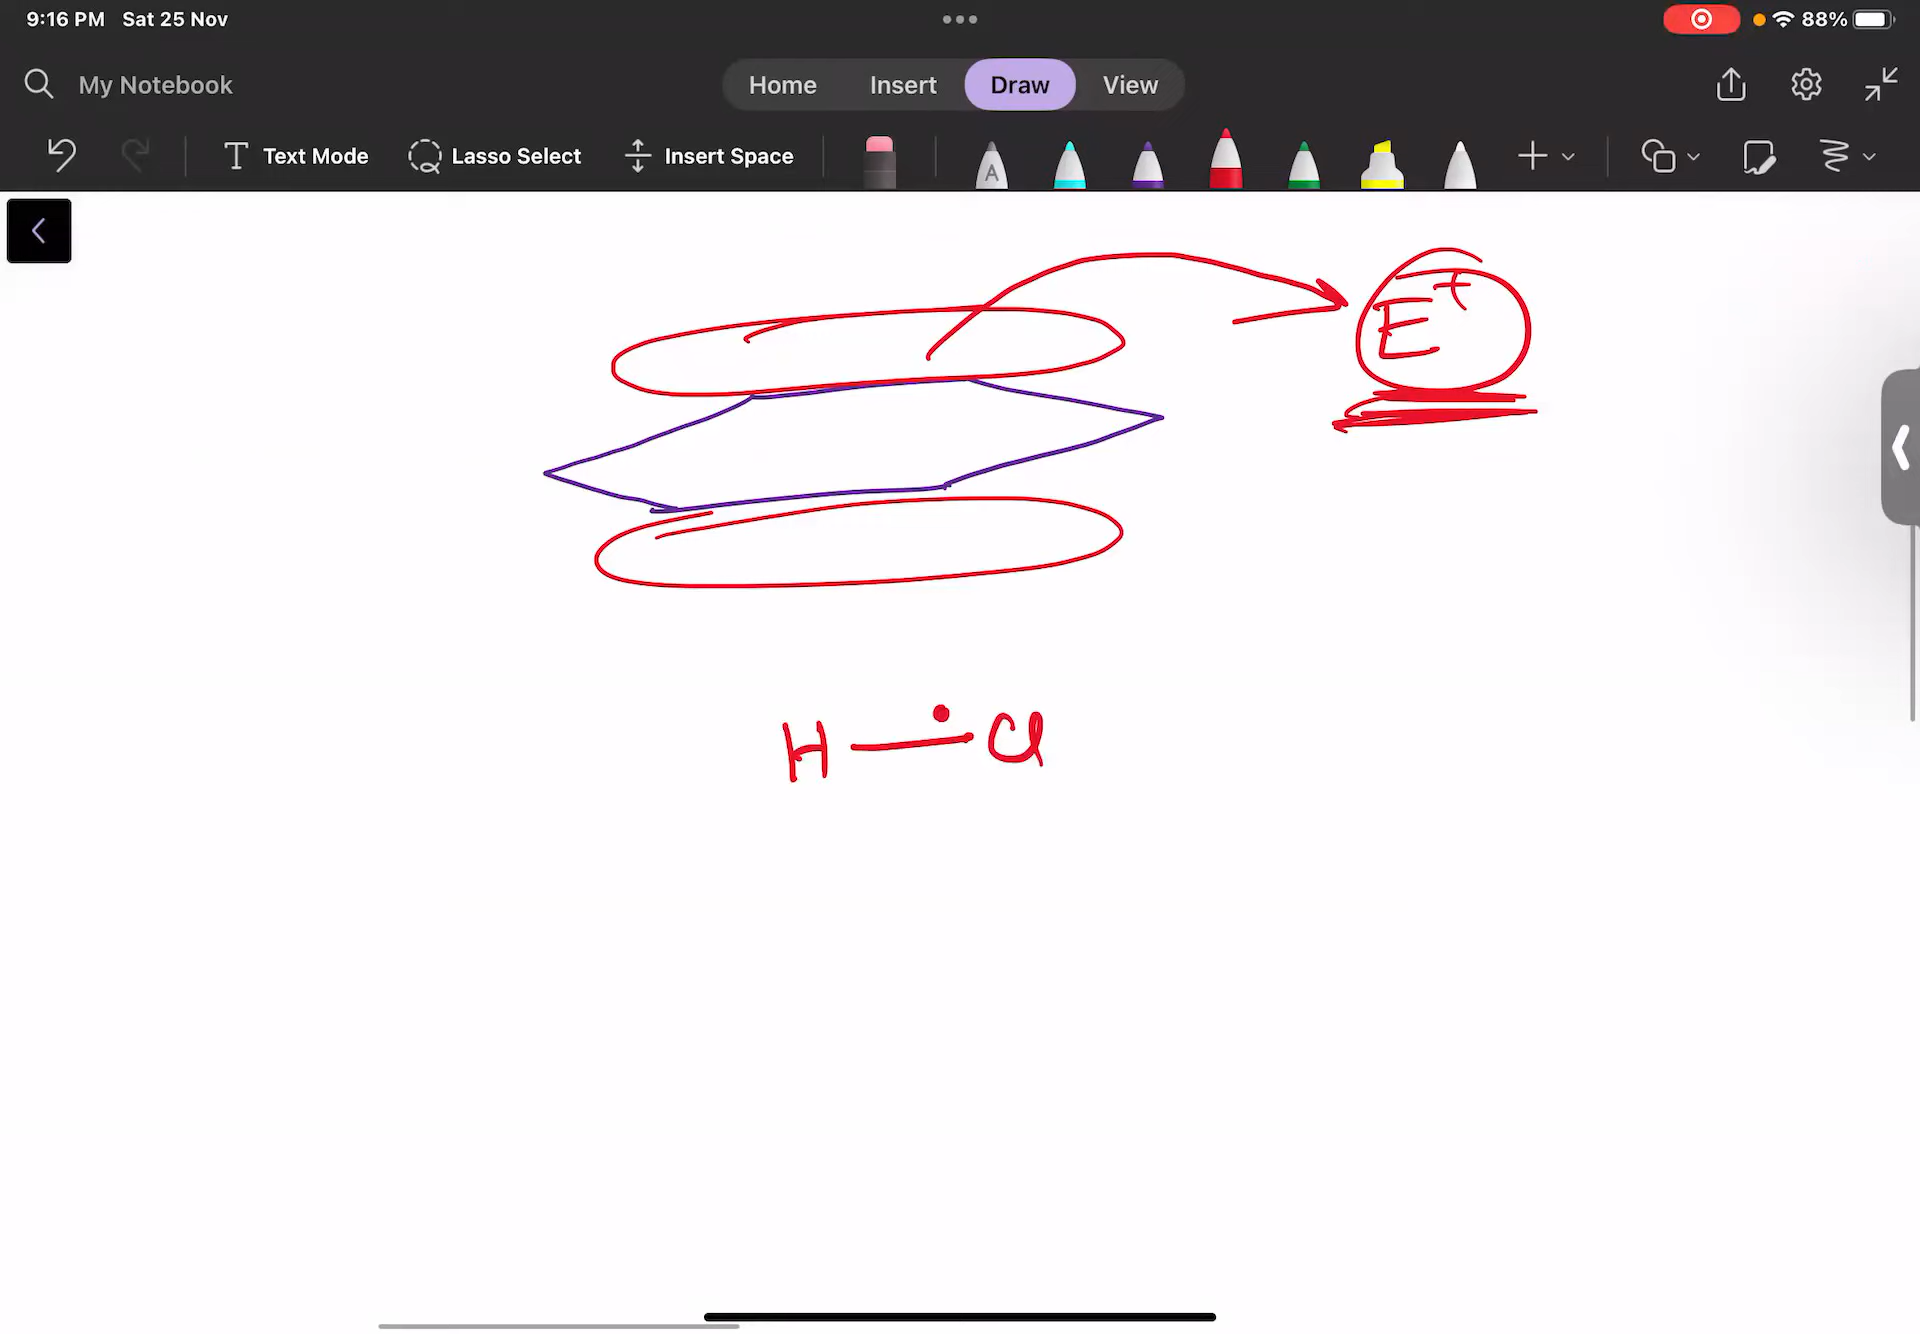 9:16 PM Sat 25 Nov
88%
My Notebook
Home Insert Draw View
Text Mode Lasso Select Insert Space
A
E+
H—Cl